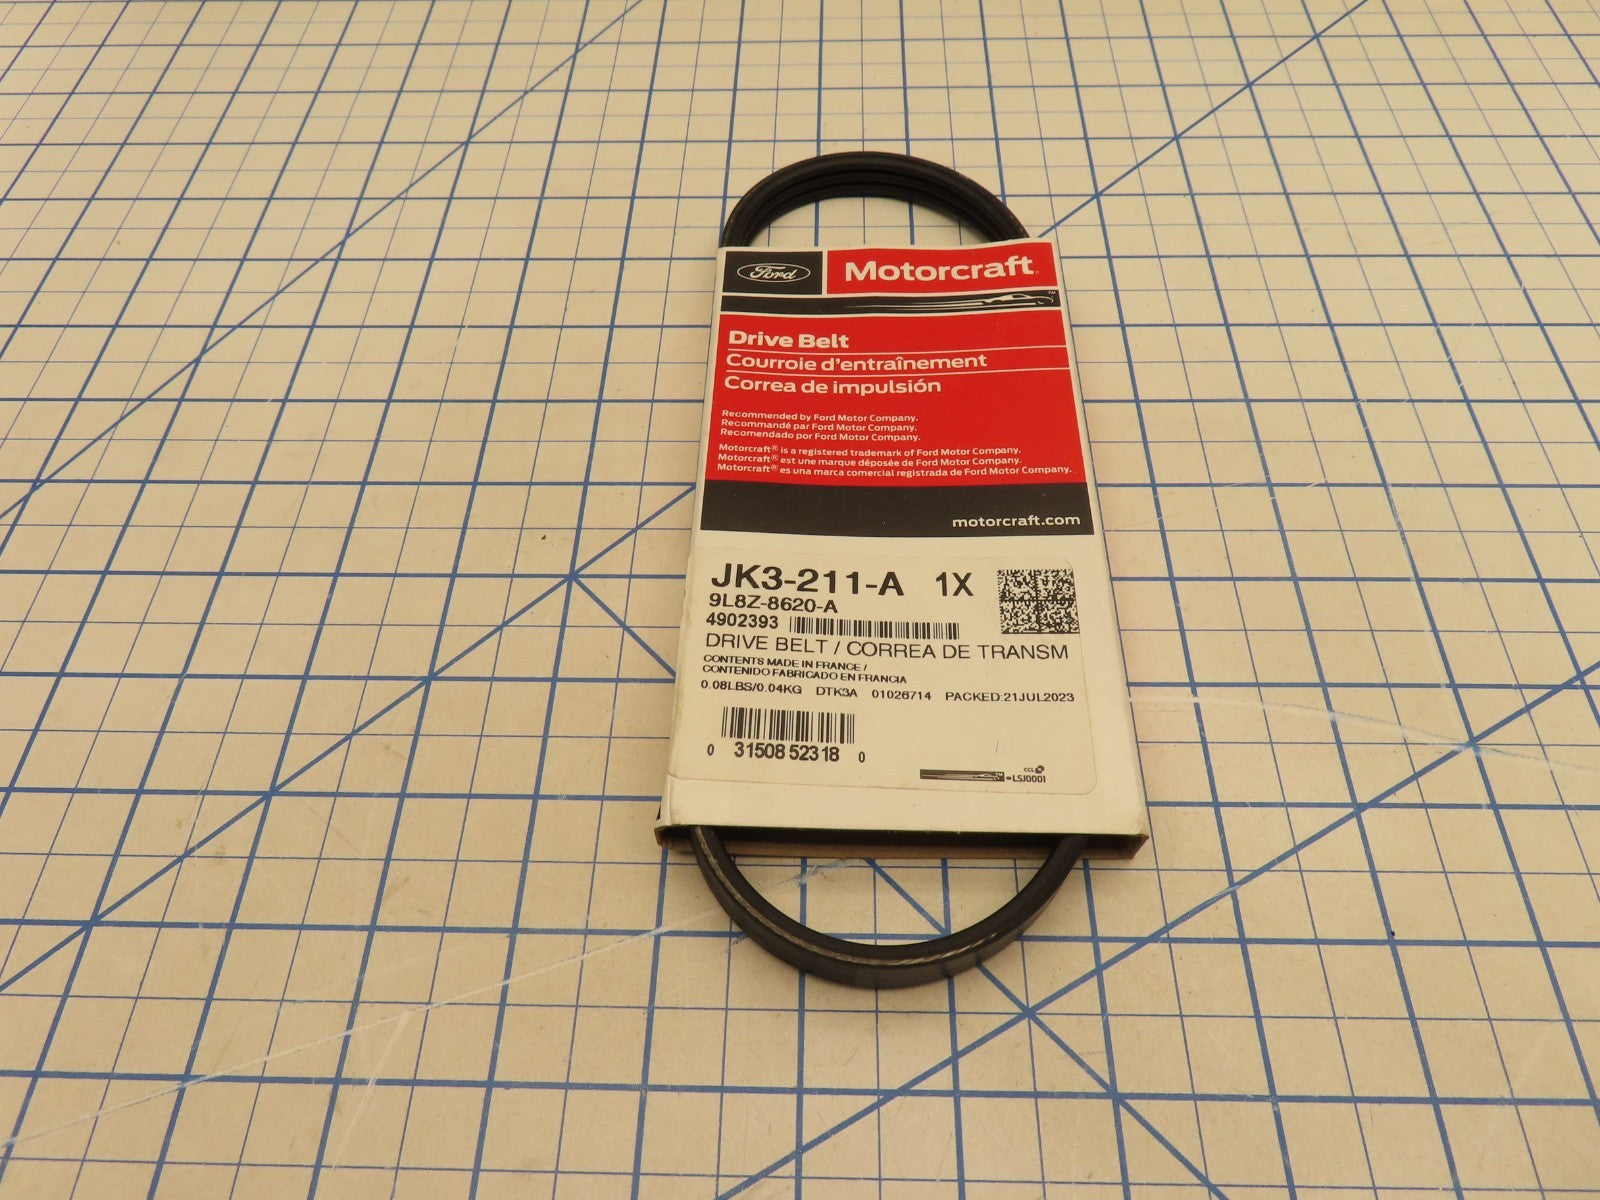 Ford Motorcraft
Drive Belt
Courroie d'entraînement
Correa de impulsión
Recommended by Ford Motor Company.
Recommandé par Ford Motor Company.
Recomendado por Ford Motor Company.
Motorcraft® is a registered trademark of Ford Motor Company.
Motorcraft® est une marque déposée de Ford Motor Company.
Motorcraft® es una marca comercial registrada de Ford Motor Company.
motorcraft.com
JK3-211-A 1X
9L8Z-8620-A
4902393
DRIVE BELT / CORREA DE TRANSM
CONTENTS MADE IN FRANCE /
CONTENIDO FABRICADO EN FRANCIA
0.08LBS/0.04KG DTK3A 01026714 PACKED:21JUL2023
0 31508 52318 0
CCL
LSJ0001